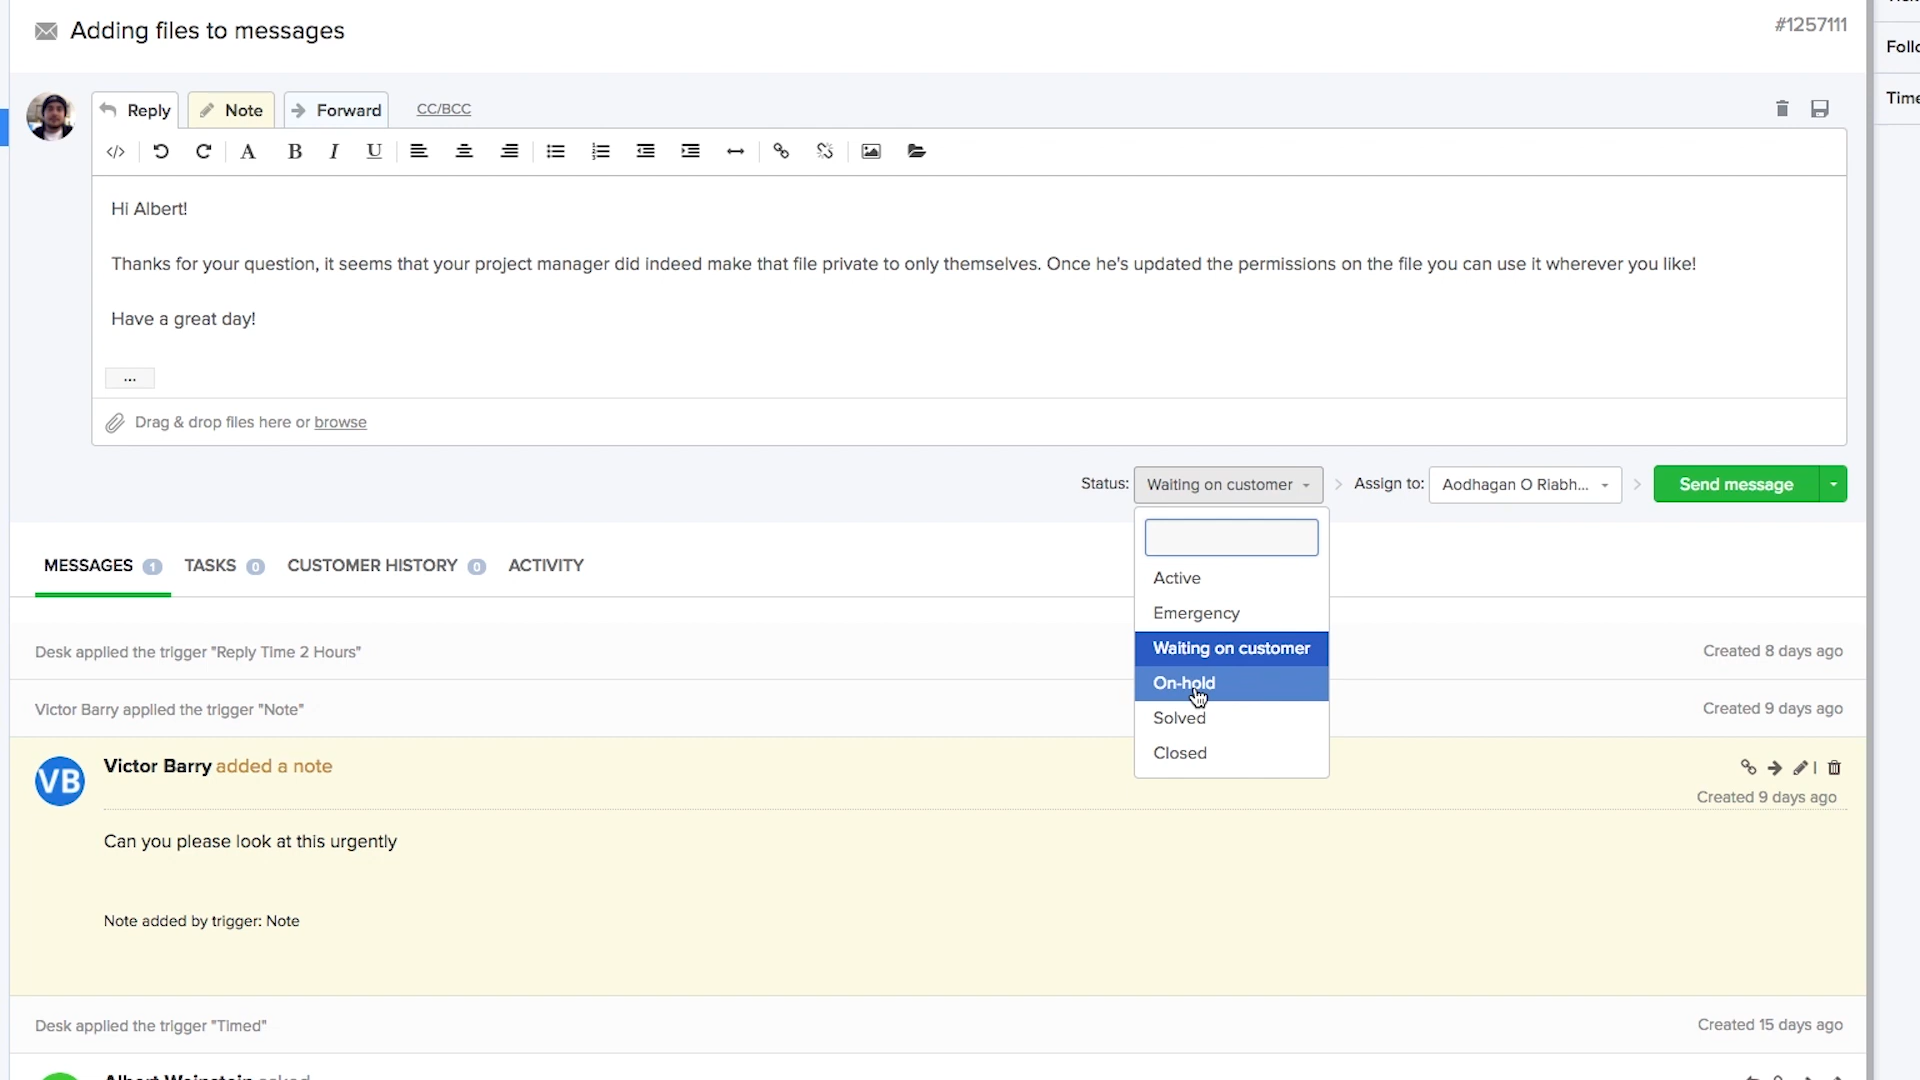 Adding files to messages
#1257111
Reply
Note
Forward
CC/BCC
Hi Albert!
Thanks for your question, it seems that your project manager did indeed make that file private to only themselves. Once he's updated the permissions on the file you can use it wherever you like!
Have a great day!
...
Drag & drop files here or browse
Status: Waiting on customer
Assign to: Aodhagan O Riabh...
Send message
Active
Emergency
Waiting on customer
On-hold
Solved
Closed
MESSAGES 1
TASKS 0
CUSTOMER HISTORY 0
ACTIVITY
Desk applied the trigger "Reply Time 2 Hours"
Created 8 days ago
Victor Barry applied the trigger "Note"
Created 9 days ago
VB
Victor Barry added a note
Created 9 days ago
Can you please look at this urgently
Note added by trigger: Note
Desk applied the trigger "Timed"
Created 15 days ago